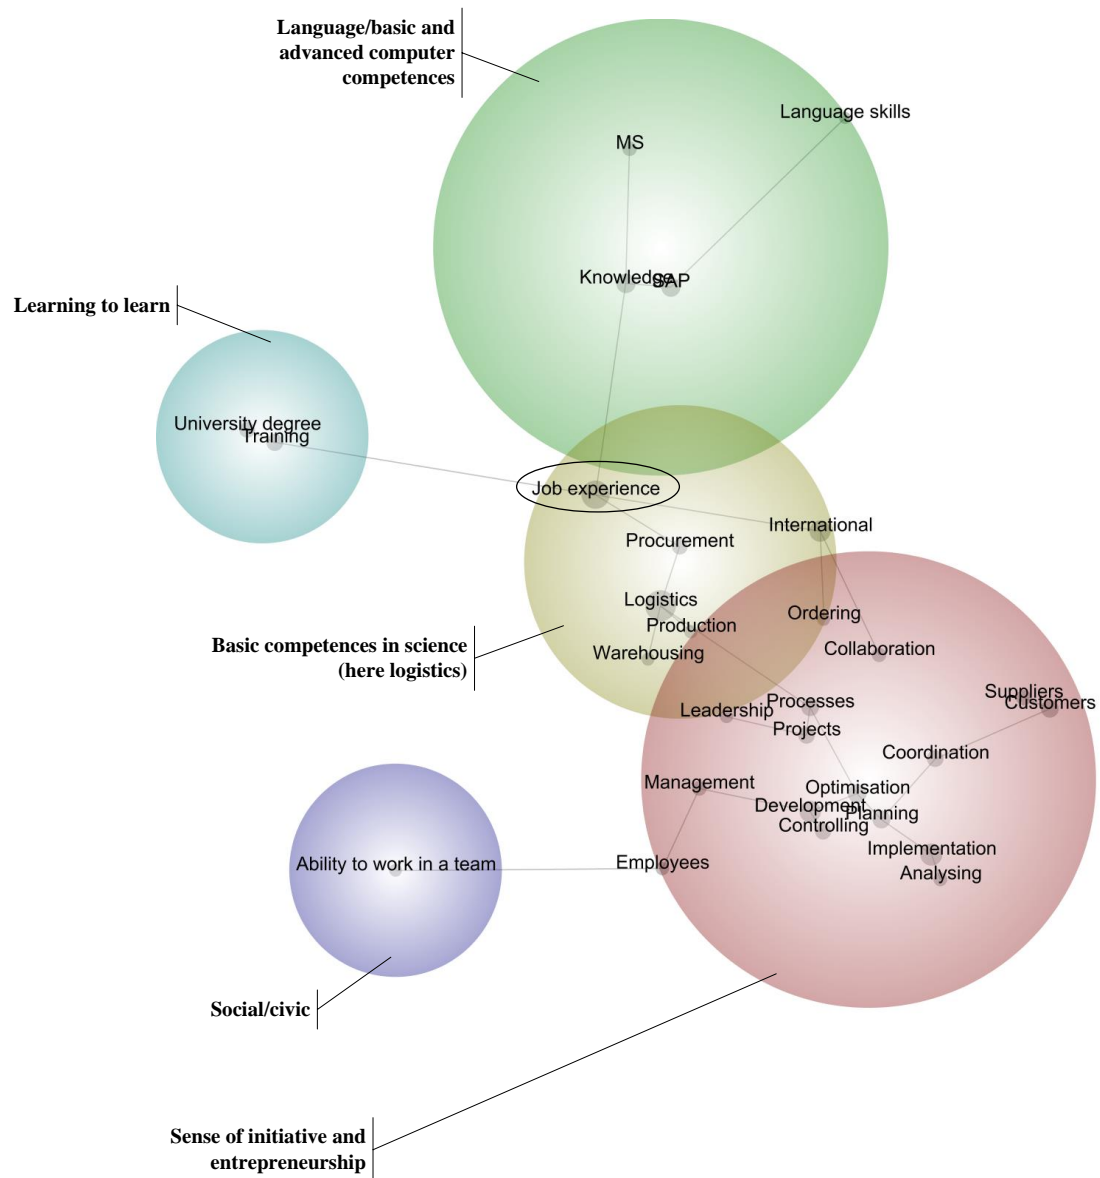 Language/basic and
advanced computer
competences
Language skills
MS
Knowledge
SAP
Learning to learn
University degree
Training
Job experience
International
Procurement
Logistics
Ordering
Production
Basic competences in science
(here logistics)
Warehousing
Collaboration
Suppliers
Customers
Processes
Leadership
Projects
Coordination
Management
Optimisation
Development
Planning
Controlling
Implementation
Ability to work in a team
Employees
Analysing
Social/civic
Sense of initiative and
entrepreneurship